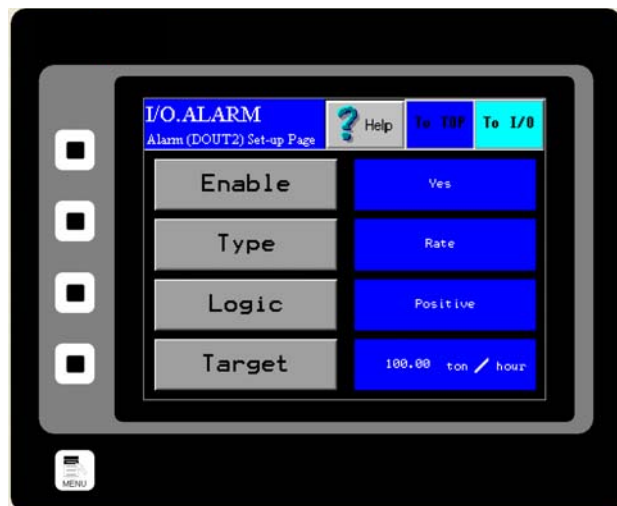 I/O.ALARM
Alarm (DOUT2) Set-up Page
? Help
To TOP
To I/O
Enable
Yes
Type
Rate
Logic
Positive
Target
100.00 ton / hour
MENU